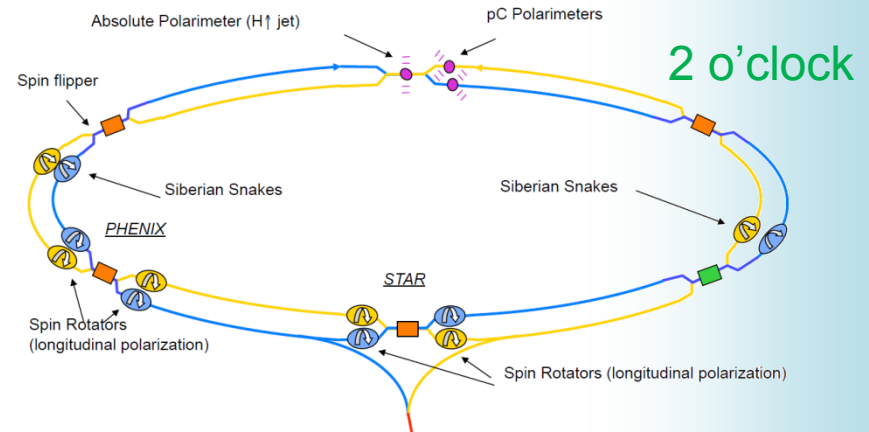 Absolute Polarimeter (H↑ jet)
pC Polarimeters
2 o'clock
Spin flipper
Siberian Snakes
Siberian Snakes
PHENIX
STAR
Spin Rotators
(longitudinal polarization)
Spin Rotators (longitudinal polarization)